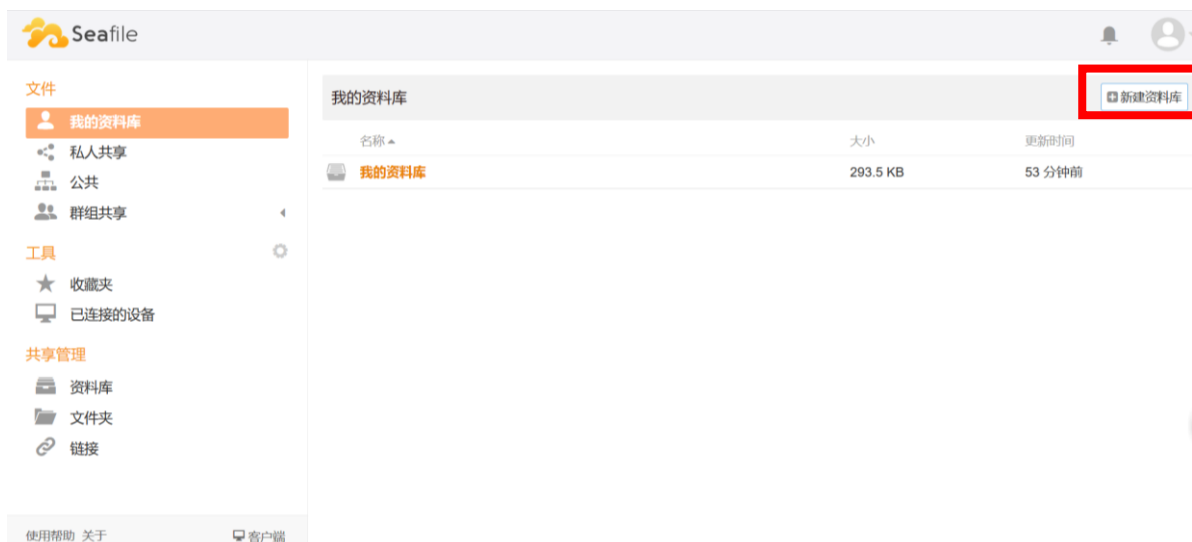 Seafile
文件
我的资料库
私人共享
公共
群组共享
工具
收藏夹
已连接的设备
共享管理
资料库
文件夹
链接
使用帮助 关于 客户端
我的资料库 新建资料库
名称 大小 更新时间
我的资料库 293.5 KB 53 分钟前